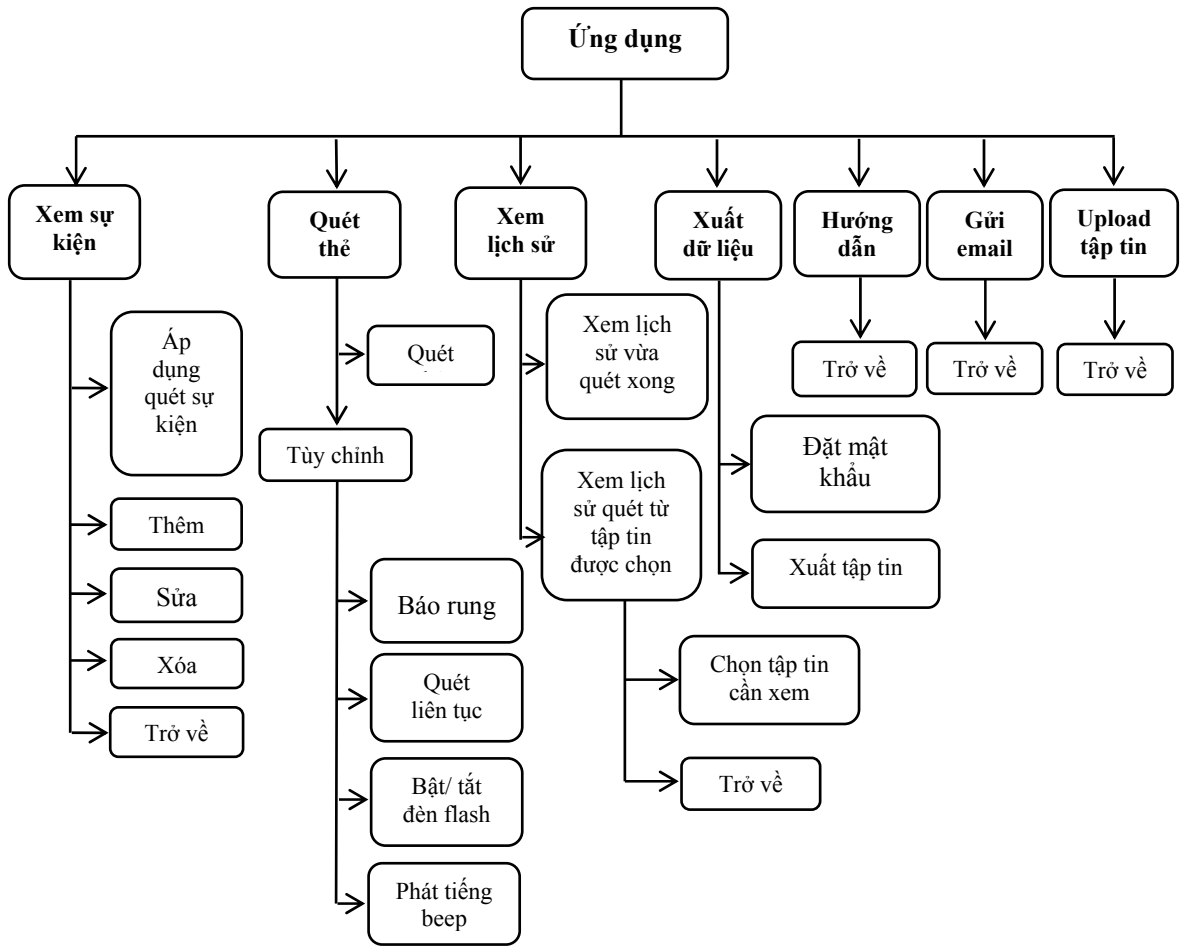 Ứng dụng
Xem sự
kiện
Quét
thẻ
Xem
lịch sử
Xuất
dữ liệu
Hướng
dẫn
Gửi
email
Upload
tập tin
Áp
dụng
quét sự
kiện
Thêm
Sửa
Xóa
Trở về
Quét
Tùy chỉnh
Báo rung
Quét
liên tục
Bật/ tắt
đèn flash
Phát tiếng
beep
Xem lịch
sử vừa
quét xong
Xem lịch
sử quét từ
tập tin
được chọn
Chọn tập tin
cần xem
Trở về
Đặt mật
khẩu
Xuất tập tin
Trở về
Trở về
Trở về